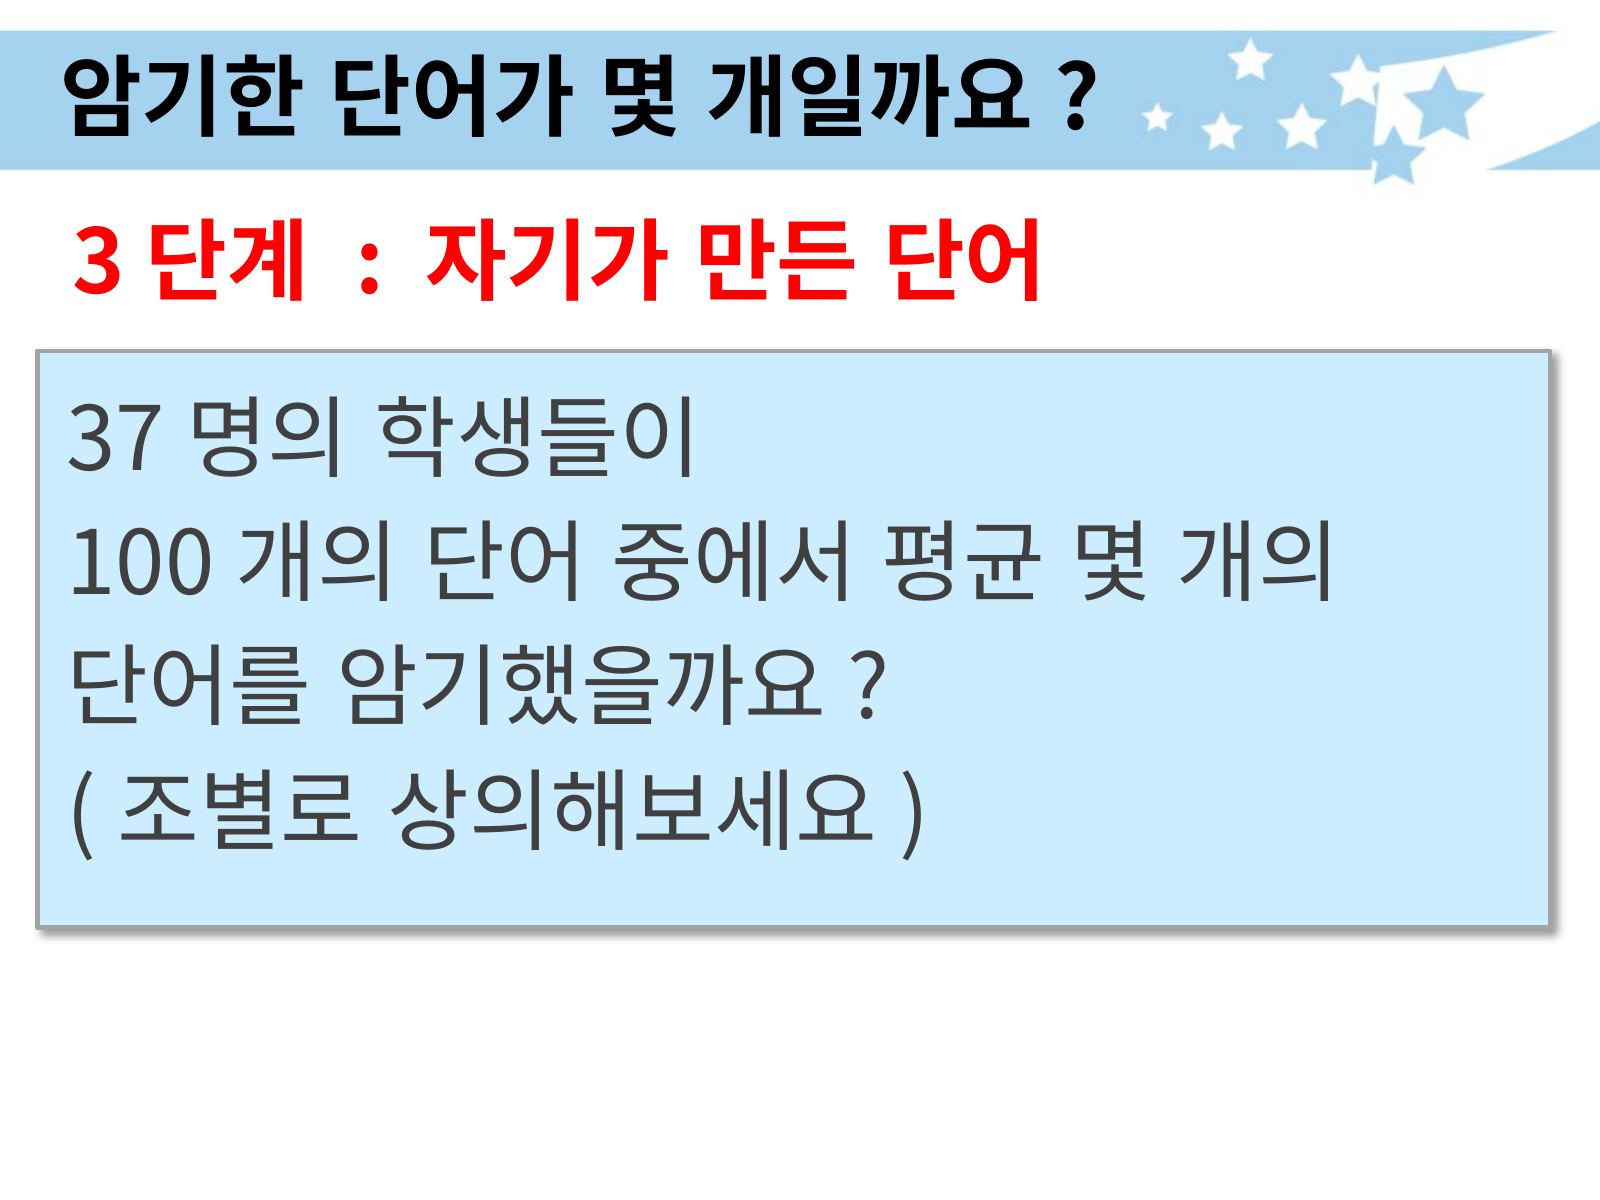 암기한 단어가 몇 개일까요 ?
3 단계 : 자기가 만든 단어
37 명의 학생들이
100 개의 단어 중에서 평균 몇 개의
단어를 암기했을까요 ?
( 조별로 상의해보세요 )